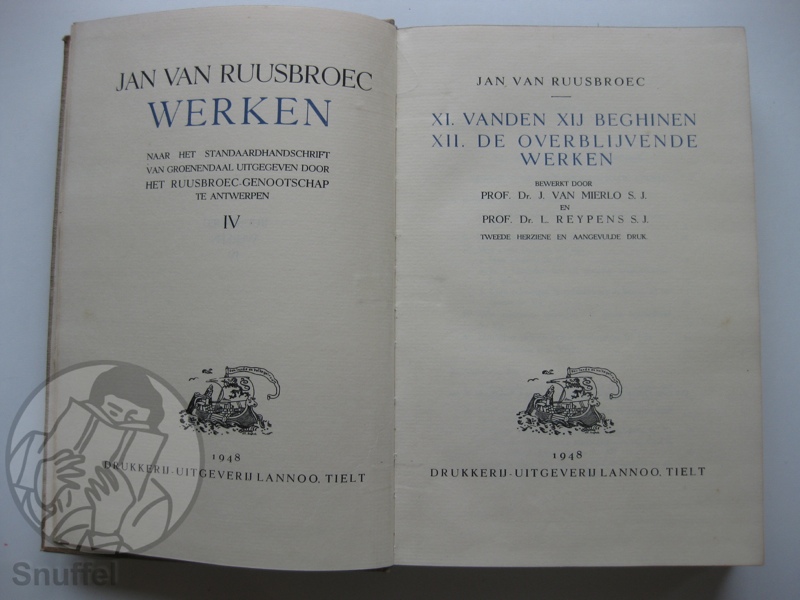 JAN VAN RUUSBROEC
WERKEN
NAAR HET STANDAARDHANDSCHRIFT
VAN GROENENDAAL UITGEGEVEN DOOR
HET RUUSBROEC-GENOOTSCHAP
TE ANTWERPEN
IV
1948
DRUKKERIJ-UITGEVERIJ LANNOO, TIELT
JAN VAN RUUSBROEC
XI. VANDEN XIJ BEGHINEN
XII. DE OVERBLIJVENDE
WERKEN
BEWERKT DOOR
PROF. Dr. J. VAN MIERLO S. J.
EN
PROF. Dr. L. REYPENS S. J.
TWEEDE HERZIENE EN AANGEVULDE DRUK
1948
DRUKKERIJ-UITGEVERIJ LANNOO, TIELT
Snuffel